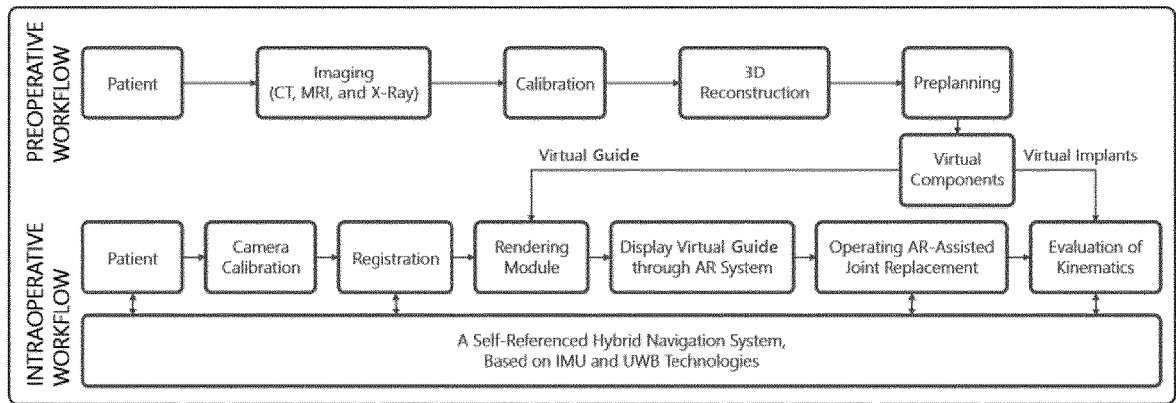 PREOPERATIVE
WORKFLOW
Patient
Imaging
(CT, MRI, and X-Ray)
Calibration
3D
Reconstruction
Preplanning
Virtual Guide
Virtual
Components
Virtual Implants
INTRAOPERATIVE
WORKFLOW
Patient
Camera
Calibration
Registration
Rendering
Module
Display Virtual Guide
through AR System
Operating AR-Assisted
Joint Replacement
Evaluation of
Kinematics
A Self-Referenced Hybrid Navigation System,
Based on IMU and UWB Technologies